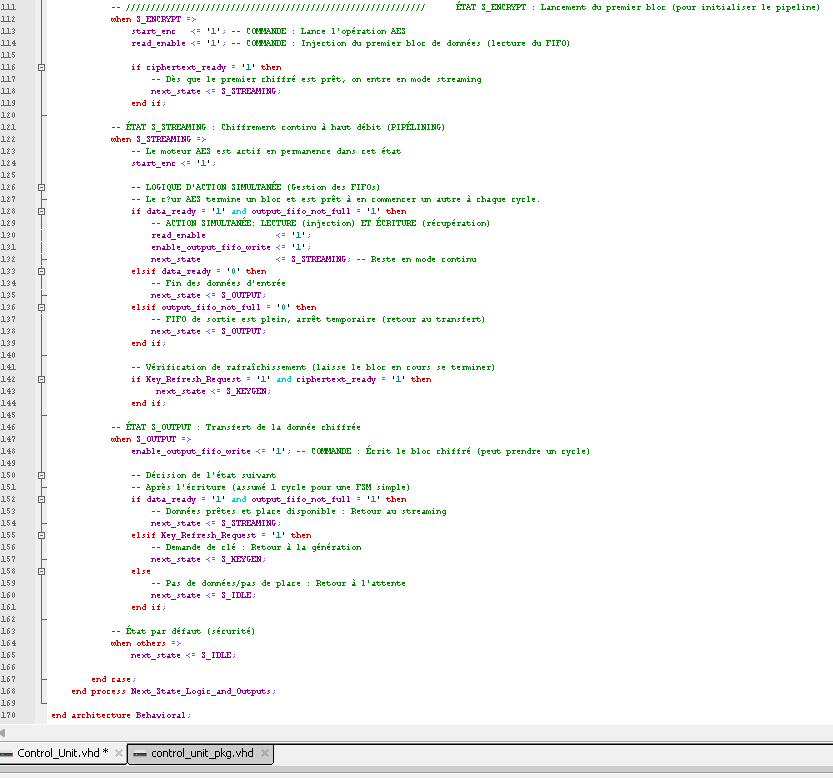 111 -- //////////////////////////////////////////////////////////// ÉTAT S_ENCRYPT : Lancement du premier bloc (pour initialiser le pipeline)
112 when S_ENCRYPT =>
113 start_enc <= '1'; -- COMMANDE : Lance l'opération AES
114 read_enable <= '1'; -- COMMANDE : Injection du premier bloc de données (lecture du FIFO)
115
116 if ciphertext_ready = '1' then
117 -- Dès que le premier chiffré est prêt, on entre en mode streaming
118 next_state <= S_STREAMING;
119 end if;
120
121 -- ÉTAT S_STREAMING : Chiffrement continu à haut débit (PIPÉLINING)
122 when S_STREAMING =>
123 -- Le moteur AES est actif en permanence dans cet état
124 start_enc <= '1';
125
126 -- LOGIQUE D'ACTION SIMULTANÉE (Gestion des FIFOs)
127 -- Le c?ur AES termine un bloc et est prêt à en commencer un autre à chaque cycle.
128 if data_ready = '1' and output_fifo_not_full = '1' then
129 -- ACTION SIMULTANÉE: LECTURE (injection) ET ÉCRITURE (récupération)
130 read_enable <= '1';
131 enable_output_fifo_write <= '1';
132 next_state <= S_STREAMING; -- Reste en mode continu
133 elsif data_ready = '0' then
134 -- Fin des données d'entrée
135 next_state <= S_OUTPUT;
136 elsif output_fifo_not_full = '0' then
137 -- FIFO de sortie est plein, arrêt temporaire (retour au transfert)
138 next_state <= S_OUTPUT;
139 end if;
140
141 -- Vérification de rafraîchissement (laisse le bloc en cours se terminer)
142 if Key_Refresh_Request = '1' and ciphertext_ready = '1' then
143 next_state <= S_KEYGEN;
144 end if;
145
146 -- ÉTAT S_OUTPUT : Transfert de la donnée chiffrée
147 when S_OUTPUT =>
148 enable_output_fifo_write <= '1'; -- COMMANDE : Écrit le bloc chiffré (peut prendre un cycle)
149
150 -- Décision de l'état suivant
151 -- Après l'écriture (assumé 1 cycle pour une FSM simple)
152 if data_ready = '1' and output_fifo_not_full = '1' then
153 -- Données prêtes et place disponible : Retour au streaming
154 next_state <= S_STREAMING;
155 elsif Key_Refresh_Request = '1' then
156 -- Demande de clé : Retour à la génération
157 next_state <= S_KEYGEN;
158 else
159 -- Pas de données/pas de place : Retour à l'attente
160 next_state <= S_IDLE;
161 end if;
162
163 -- État par défaut (sécurité)
164 when others =>
165 next_state <= S_IDLE;
166
167 end case;
168 end process Next_State_Logic_and_Outputs;
169
170 end architecture Behavioral;
Control_Unit.vhd * control_unit_pkg.vhd